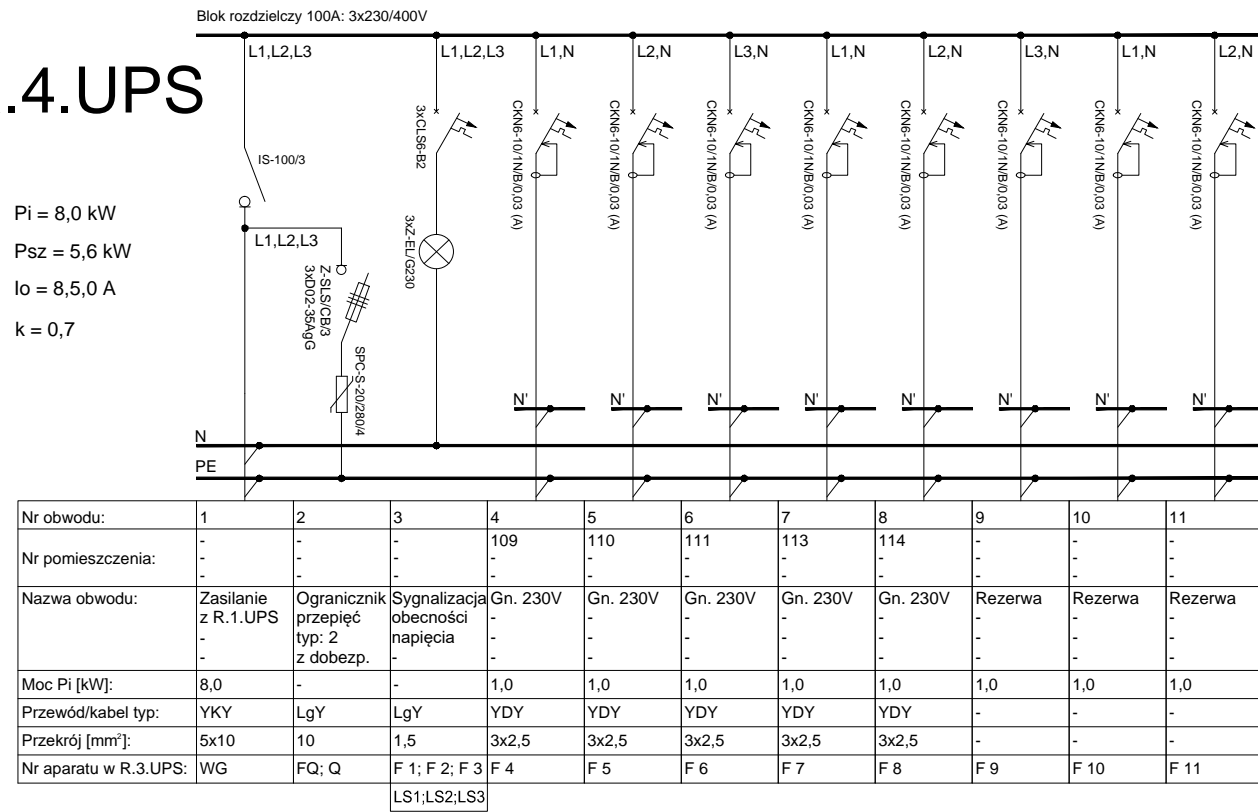 Blok rozdzielczy 100A: 3x230/400V
L1,L2,L3 L1,L2,L3 L1,N L2,N L3,N L1,N L2,N L3,N L1,N L2,N
.4.UPS
3xCLS6-B2
CKN6-10/1N/B/0,03 (A)
CKN6-10/1N/B/0,03 (A)
CKN6-10/1N/B/0,03 (A)
CKN6-10/1N/B/0,03 (A)
CKN6-10/1N/B/0,03 (A)
CKN6-10/1N/B/0,03 (A)
CKN6-10/1N/B/0,03 (A)
CKN6-10/1N/B/0,03 (A)
IS-100/3
Pi = 8,0 kW
Psz = 5,6 kW
Io = 8,5,0 A
k = 0,7
L1,L2,L3
3xZ-EL/G230
Z-SLS/CB/3
3xD02-35AgG
SPC-S-20/280/4
N' N' N' N' N' N' N' N'
N
PE
Nr obwodu: 1 2 3 4 5 6 7 8 9 10 11
Nr pomieszczenia:
- - - 109 110 111 113 114 - - -
- - - - - - - - - - -
- - - - - - - - - - -
Nazwa obwodu: Zasilanie Ogranicznik Sygnalizacja Gn. 230V Gn. 230V Gn. 230V Gn. 230V Gn. 230V Rezerwa Rezerwa Rezerwa
z R.1.UPS przepięć obecności - - - - - - - -
- typ: 2 napięcia - - - - - - - -
- z dobezp. - - - - - - - - -
Moc Pi [kW]: 8,0 - - 1,0 1,0 1,0 1,0 1,0 1,0 1,0 1,0
Przewód/kabel typ: YKY LgY LgY YDY YDY YDY YDY YDY - - -
Przekrój [mm²]: 5x10 10 1,5 3x2,5 3x2,5 3x2,5 3x2,5 3x2,5 - - -
Nr aparatu w R.3.UPS: WG FQ; Q F 1; F 2; F 3 F 4 F 5 F 6 F 7 F 8 F 9 F 10 F 11
LS1;LS2;LS3